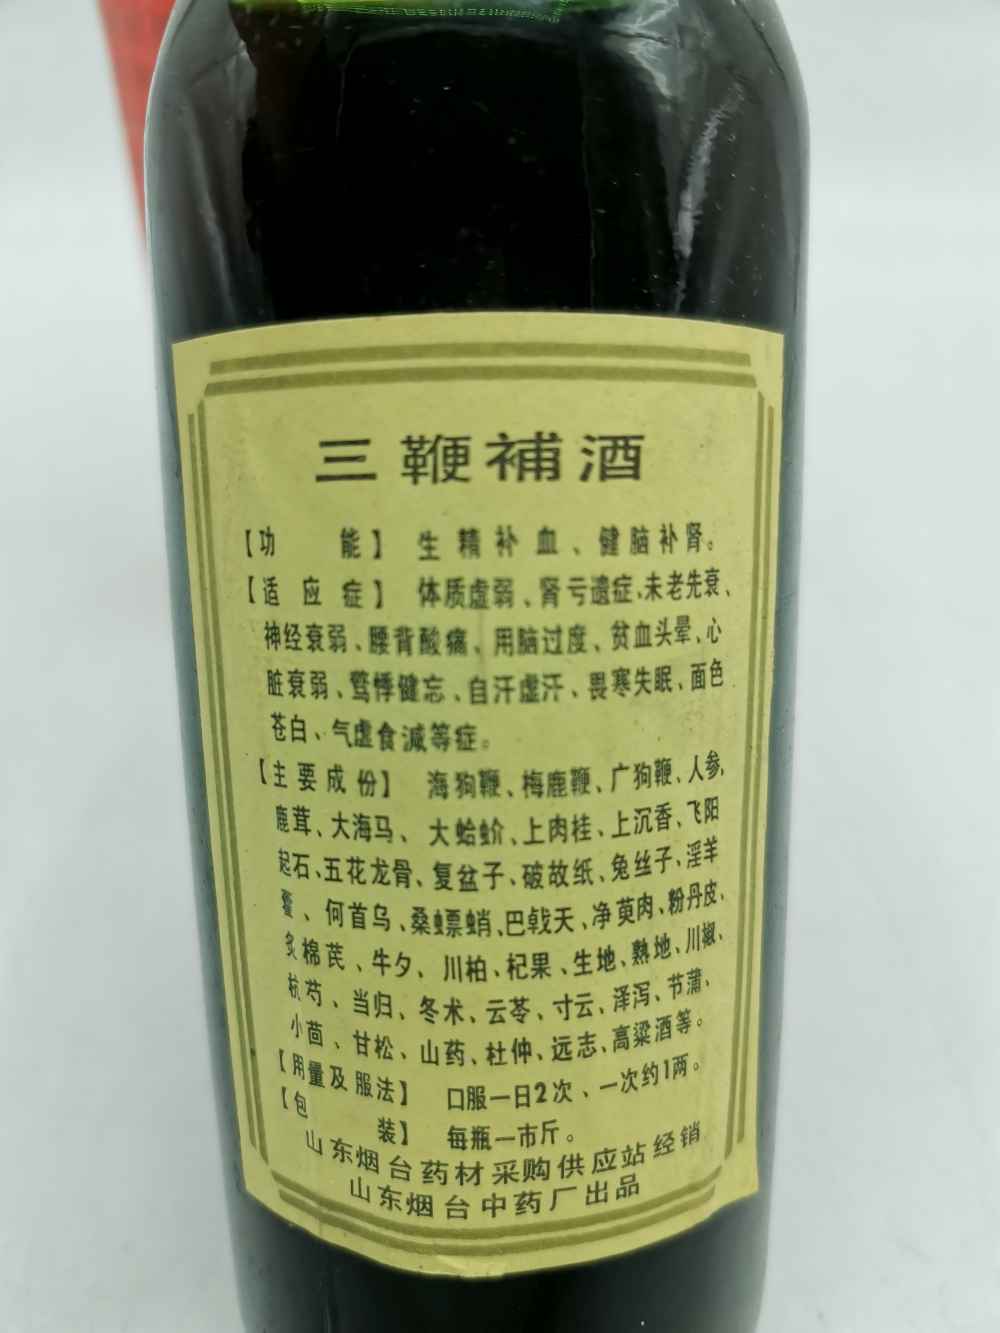 三鞭補酒
【功能】 生精补血、健脑补肾。
【适应症】 体质虚弱、肾亏遗症、未老先衰、
神经衰弱、腰背酸痛、用脑过度、贫血头晕、心
脏衰弱、惊悸健忘、自汗虚汗、畏寒失眠、面色
苍白、气虚食减等症。
【主要成份】 海狗鞭、梅鹿鞭、广狗鞭、人参、
鹿茸、大海马、大蛤蚧、上肉桂、上沉香、飞阳
起石、五花龙骨、复盆子、破故纸、兔丝子、淫羊
藿、何首乌、桑螵蛸、巴戟天、净萸肉、粉丹皮、
炙棉芪、牛夕、川柏、杞果、生地、熟地、川椒、
杭芍、当归、冬术、云苓、寸云、泽泻、节蒲、
小茴、甘松、山药、杜仲、远志、高粱酒等。
【用量及服法】 口服一日2次、一次约1两。
【包装】 每瓶一市斤。
山东烟台药材采购供应站经销
山东烟台中药厂出品